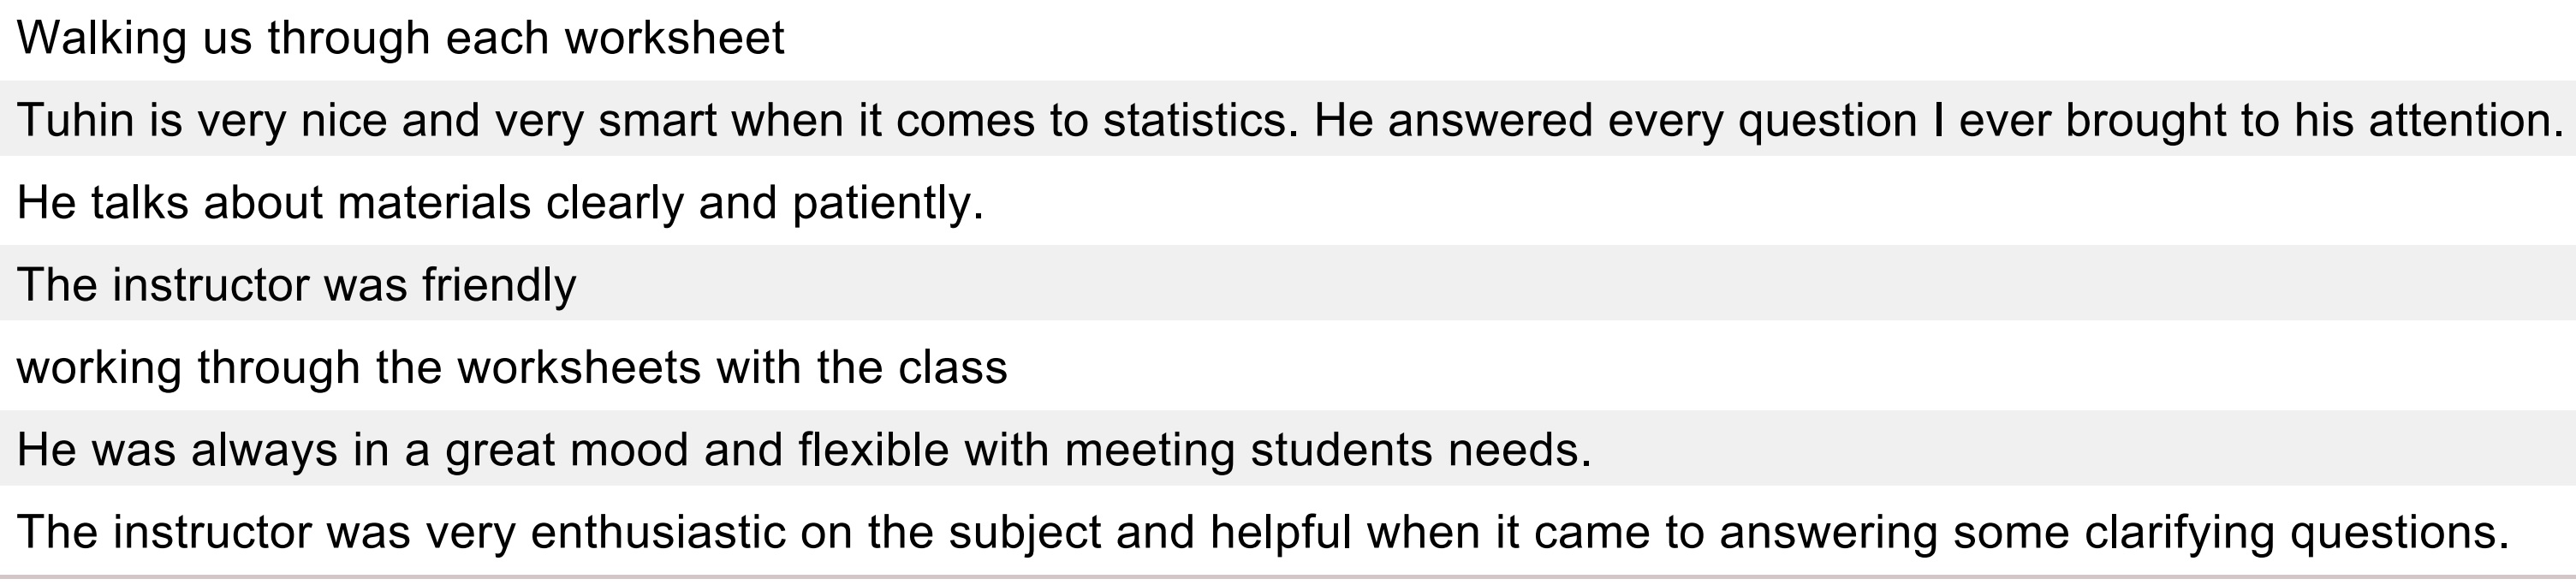 Walking us through each worksheet
Tuhin is very nice and very smart when it comes to statistics. He answered every question I ever brought to his attention.
He talks about materials clearly and patiently.
The instructor was friendly
working through the worksheets with the class
He was always in a great mood and flexible with meeting students needs.
The instructor was very enthusiastic on the subject and helpful when it came to answering some clarifying questions.